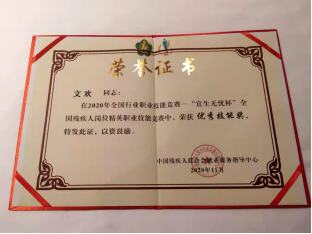 荣誉证书
文欢 同志：
在2020年全国行业职业技能竞赛—“宜生无忧杯”全
国残疾人岗位精英职业技能竞赛中，荣获 优秀技能奖，
特发此证，以资鼓励。
中国残疾人联合会就业服务指导中心
2020年11月